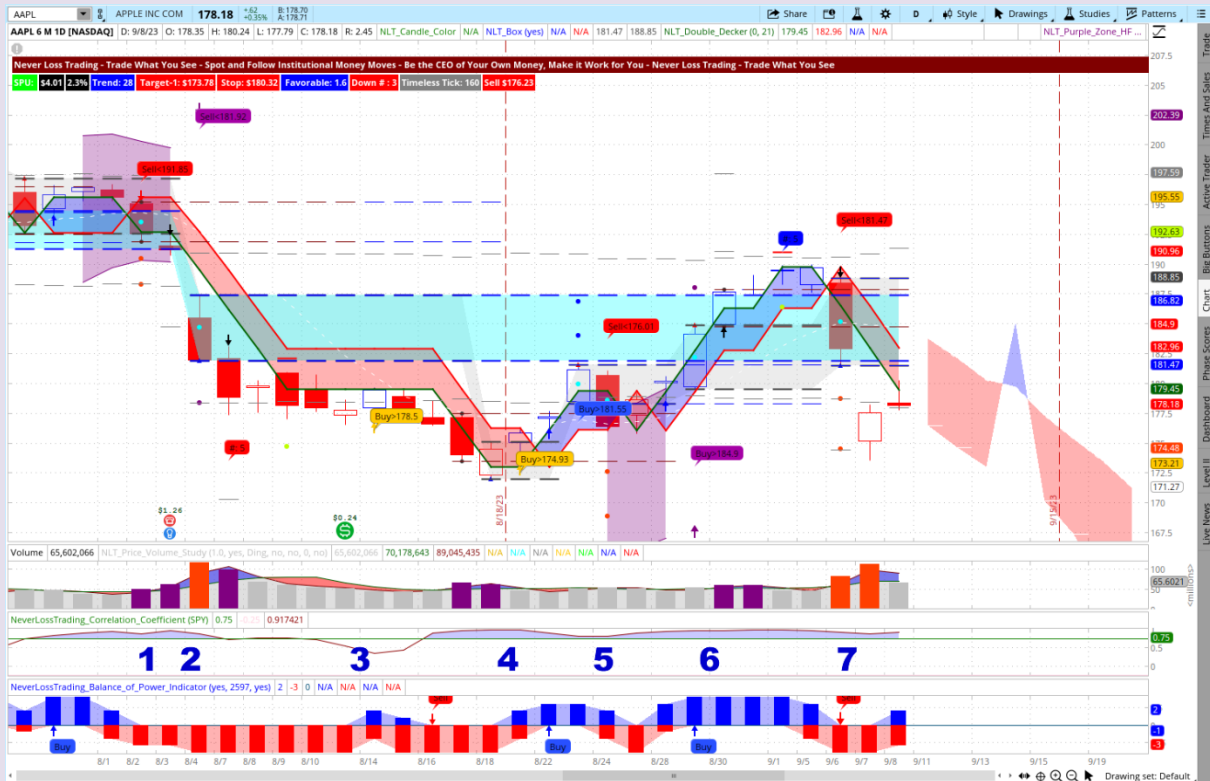 AAPL APPLE INC COM 178.18 +.62 +0.35% B: 178.70 A: 178.71 Share D Style Drawings Studies Patterns
AAPL 6 M 1D [NASDAQ] D: 9/8/23 O: 178.35 H: 180.24 L: 177.79 C: 178.18 R: 2.45 NLT_Candle_Color N/A NLT_Box (yes) N/A N/A 181.47 188.85 NLT_Double_Decker (0, 21) 179.45 182.96 N/A N/A NLT_Purple_Zone_HF ...
Never Loss Trading - Trade What You See - Spot and Follow Institutional Money Moves - Be the CEO of Your Own Money, Make it Work for You - Never Loss Trading - Trade What You See
SPU: $4.01 2.3% Trend: 28 Target-1: $173.78 Stop: $180.32 Favorable: 1.6 Down # : 3 Timeless Tick: 160 Sell $176.23
Sell<181.92
Sell<191.85
Sell<181.47
Sell<176.01
Buy>178.5
Buy>181.55
Buy>174.93
Buy>184.9
$1.26
$0.24
8/18/23
9/15/23
207.5
205
202.39
200
197.59
195.55
195
192.63
190.96
190
188.85
187.5
186.82
184.9
182.96
182.5
181.47
179.45
178.18
177.5
174.48
173.21
172.5
171.27
170
167.5
Trade
Times And Sales
Active Trader
Big Buttons
Chart
Phase Scores
Dashboard
Level II
Live News
Volume 65,602,066 NLT_Price_Volume_Study (1.0, yes, Ding, no, no, 0, no) 65,602,066 70,178,643 89,045,435 N/A N/A N/A N/A N/A N/A N/A
100
65.6021
50
<millions>
NeverLossTrading_Correlation_Coefficient (SPY) 0.75 -0.25 0.917421
0.75
0.5
0
1 2 3 4 5 6 7
NeverLossTrading_Balance_of_Power_Indicator (yes, 2597, yes) 2 -3 0 N/A N/A N/A N/A
Sell Sell
Buy Buy Buy
2
-1
-3
8/1 8/2 8/3 8/8 8/10 8/14 8/16 8/18 8/22 8/24 8/28 8/30 9/1 9/5 9/6 9/7 9/8 9/11 9/13 9/15 9/19
Drawing set: Default